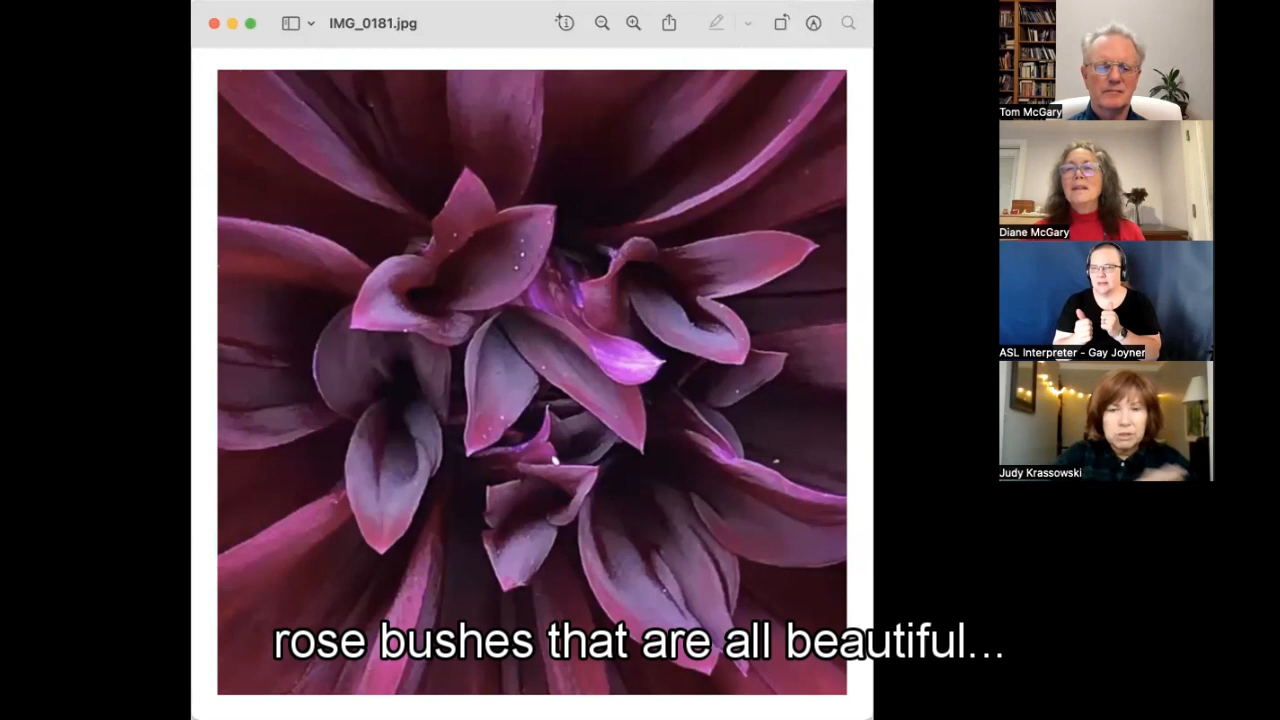 IMG_0181.jpg
Tom McGary
Diane McGary
ASL Interpreter - Gay Joyner
Judy Krassowski
rose bushes that are all beautiful...